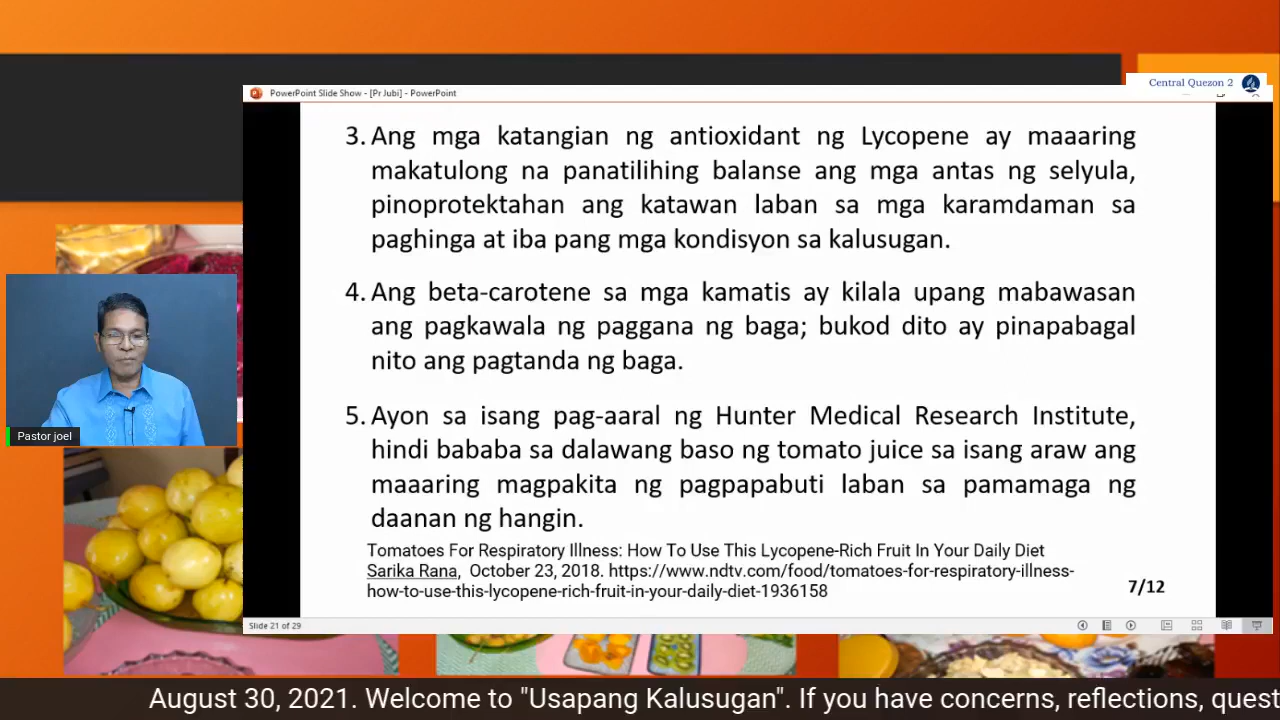 Central Quezon 2
PowerPoint Slide Show - [Pr Jubi] - PowerPoint
3. Ang mga katangian ng antioxidant ng Lycopene ay maaaring
makatulong na panatilihing balanse ang mga antas ng selyula,
pinoprotektahan ang katawan laban sa mga karamdaman sa
paghinga at iba pang mga kondisyon sa kalusugan.
4. Ang beta-carotene sa mga kamatis ay kilala upang mabawasan
ang pagkawala ng paggana ng baga; bukod dito ay pinapabagal
nito ang pagtanda ng baga.
5. Ayon sa isang pag-aaral ng Hunter Medical Research Institute,
hindi bababa sa dalawang baso ng tomato juice sa isang araw ang
maaaring magpakita ng pagpapabuti laban sa pamamaga ng
daanan ng hangin.
Tomatoes For Respiratory Illness: How To Use This Lycopene-Rich Fruit In Your Daily Diet
Sarika Rana, October 23, 2018. https://www.ndtv.com/food/tomatoes-for-respiratory-illness-
how-to-use-this-lycopene-rich-fruit-in-your-daily-diet-1936158
7/12
Slide 21 of 29
Pastor joel
August 30, 2021. Welcome to "Usapang Kalusugan". If you have concerns, reflections, quest